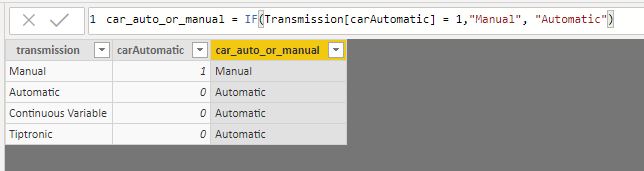 1 car_auto_or_manual = IF(Transmission[carAutomatic] = 1,"Manual", "Automatic")
transmission carAutomatic car_auto_or_manual
Manual 1 Manual
Automatic 0 Automatic
Continuous Variable 0 Automatic
Tiptronic 0 Automatic